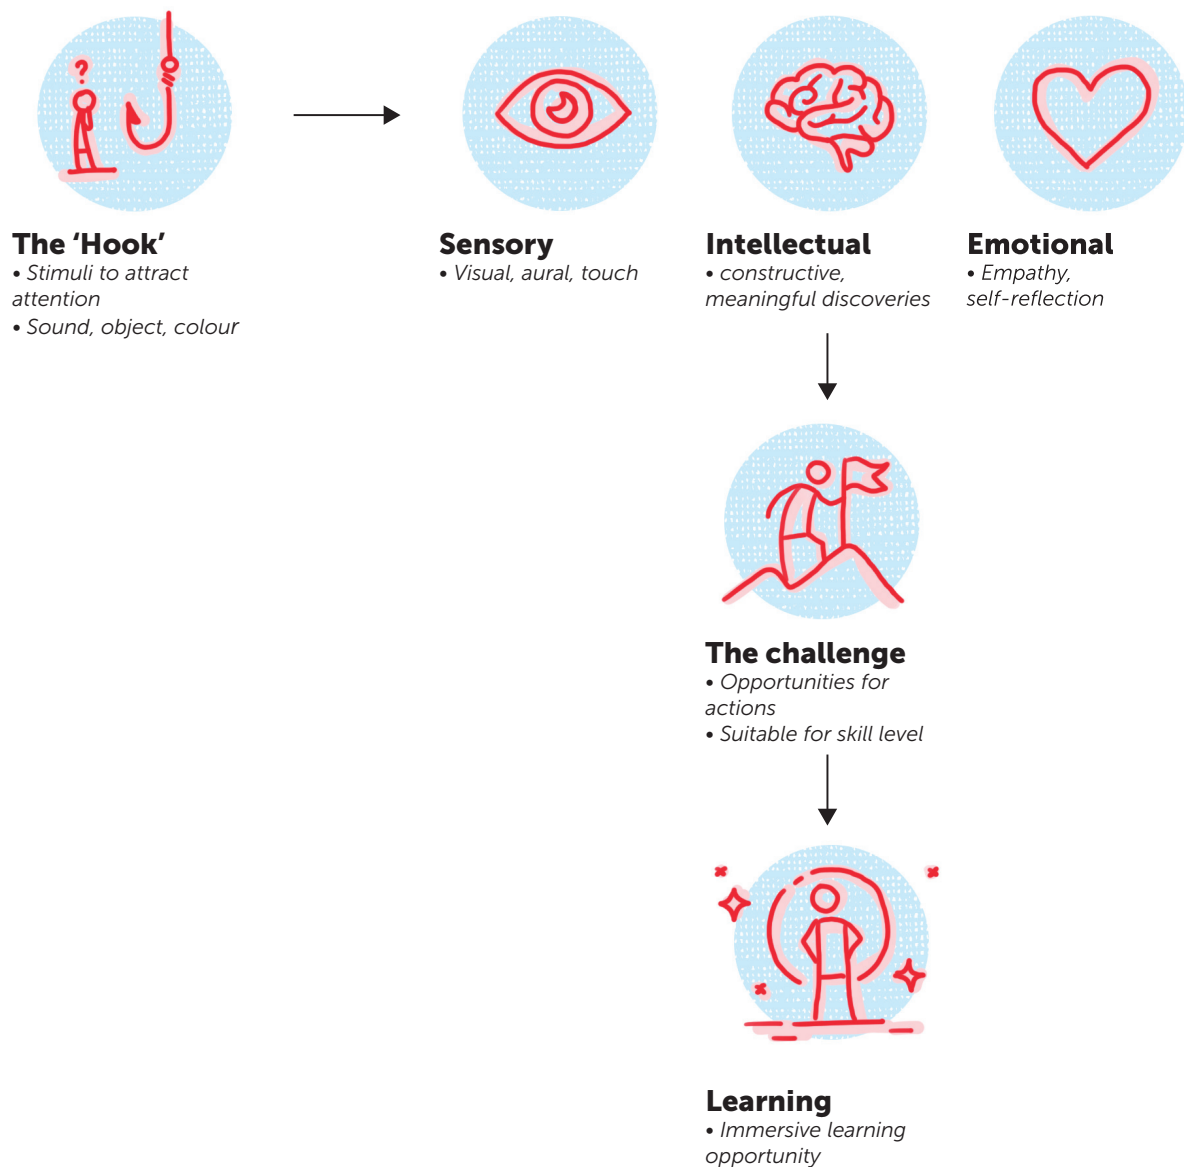 ?
The ‘Hook’
• Stimuli to attract
attention
• Sound, object, colour
Sensory
• Visual, aural, touch
Intellectual
• constructive,
meaningful discoveries
Emotional
• Empathy,
self-reflection
The challenge
• Opportunities for
actions
• Suitable for skill level
Learning
• Immersive learning
opportunity